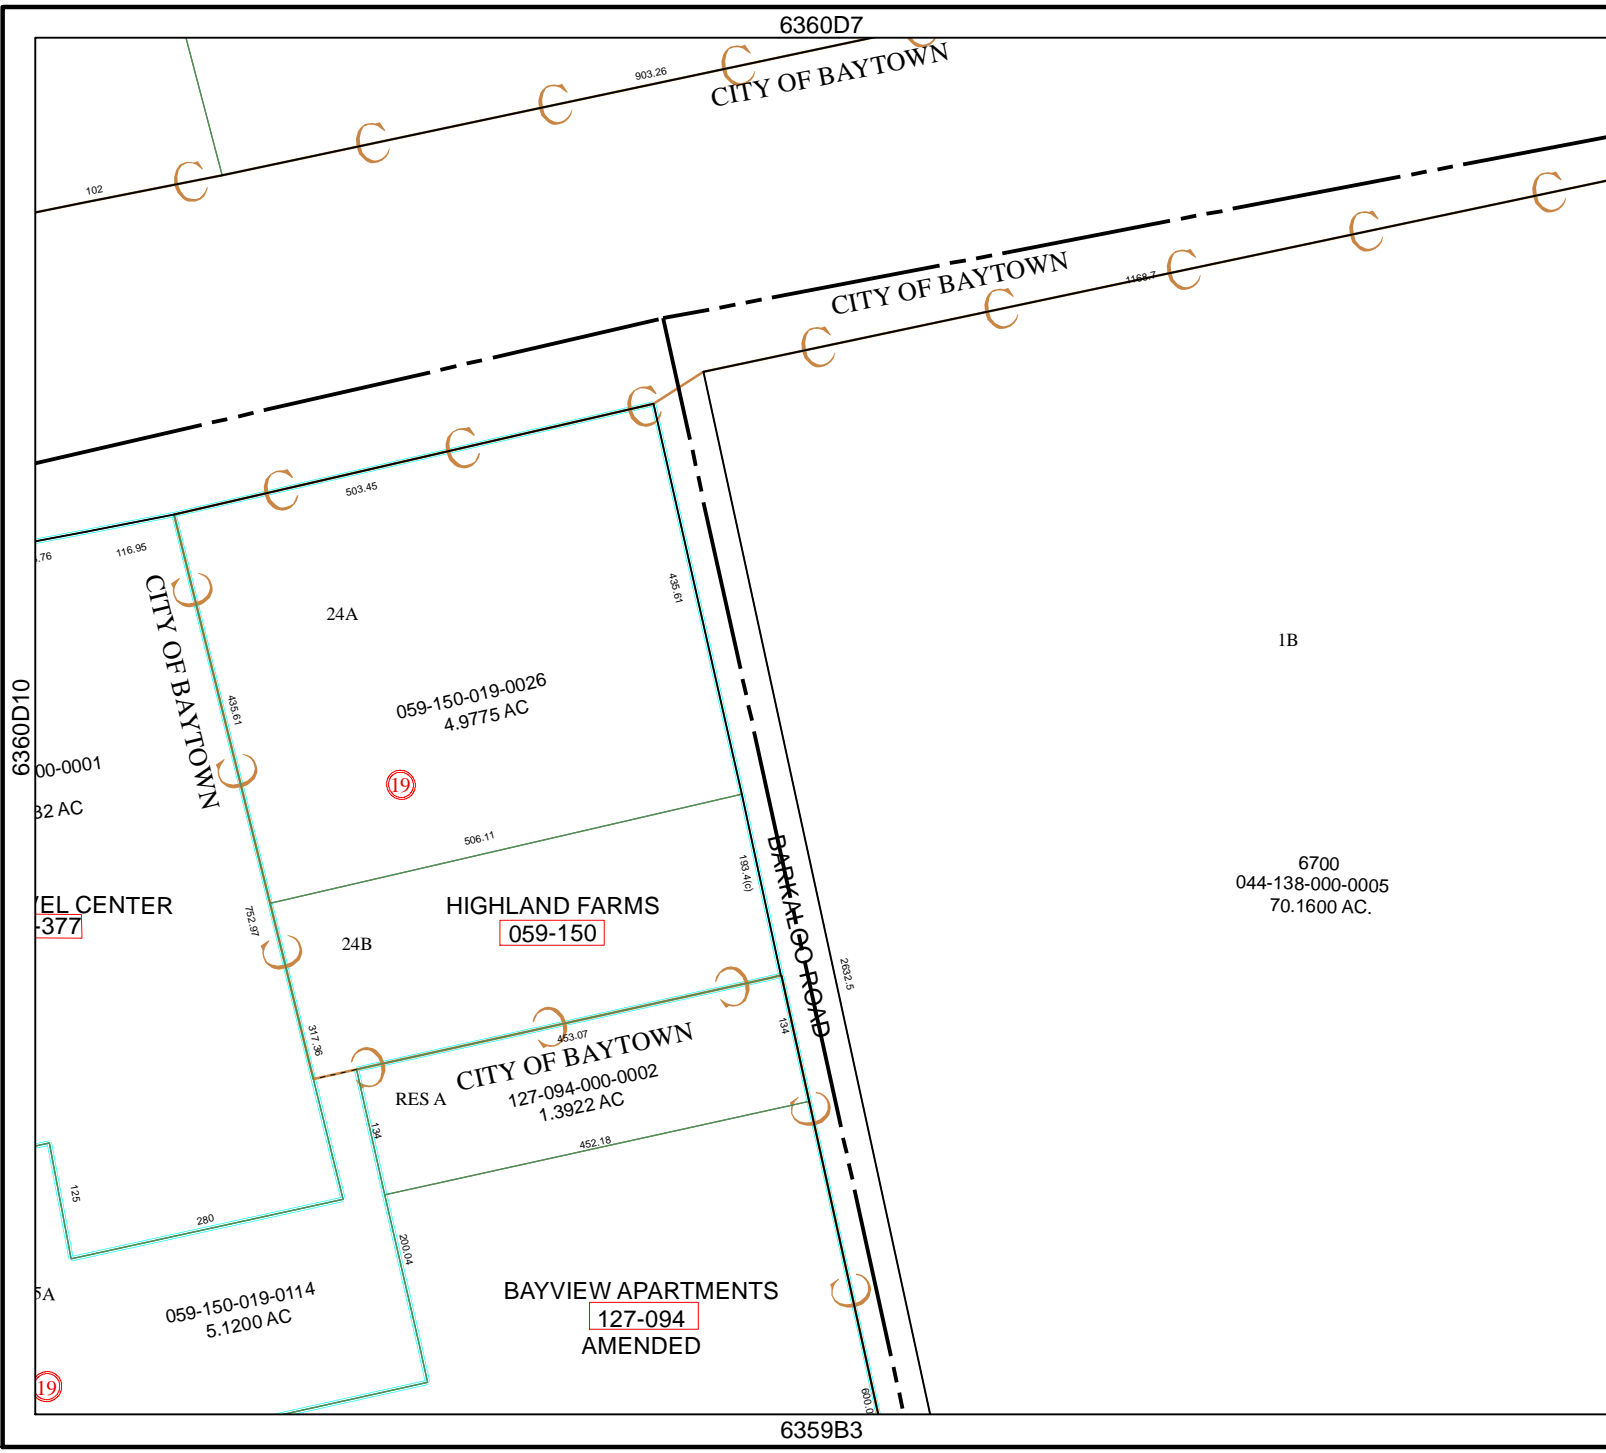 6360D7
903.26
CITY OF BAYTOWN
102
CITY OF BAYTOWN
1168.7
503.45
.76
116.95
CITY OF BAYTOWN
435.61
435.61
24A
1B
059-150-019-0026
4.9775 AC
6360D10
00-0001
32 AC
19
506.11
193.4(c)
BARKALOO ROAD
6700
044-138-000-0005
70.1600 AC.
VEL CENTER
-377
752.97
HIGHLAND FARMS
059-150
24B
2632.5
317.36
453.07
134
CITY OF BAYTOWN
RES A
127-094-000-0002
1.3922 AC
134
452.18
125
280
200.04
5A
059-150-019-0114
5.1200 AC
BAYVIEW APARTMENTS
127-094
AMENDED
19
600.0
6359B3